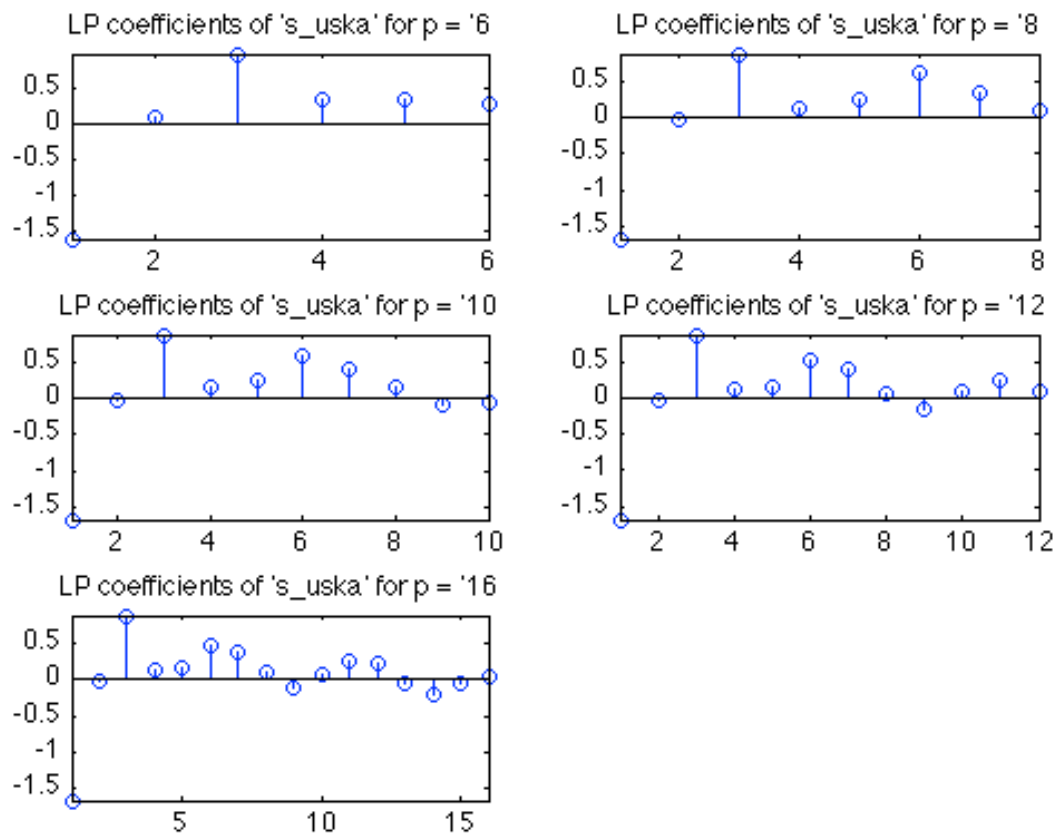 LP coefficients of 's_uska' for p = '6
0.5
0
-0.5
-1
-1.5
2 4 6
LP coefficients of 's_uska' for p = '8
0.5
0
-0.5
-1
-1.5
2 4 6 8
LP coefficients of 's_uska' for p = '10
0.5
0
-0.5
-1
-1.5
2 4 6 8 10
LP coefficients of 's_uska' for p = '12
0.5
0
-0.5
-1
-1.5
2 4 6 8 10 12
LP coefficients of 's_uska' for p = '16
0.5
0
-0.5
-1
-1.5
5 10 15